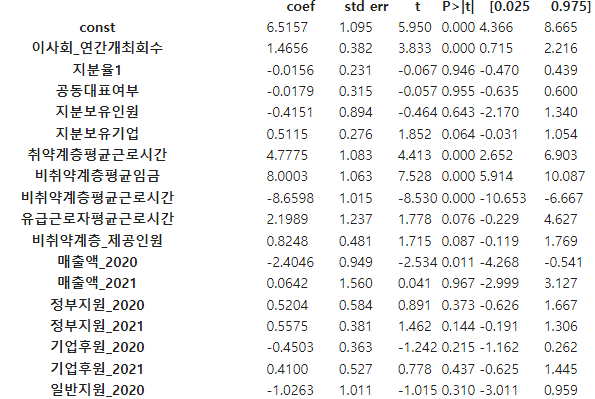 coef std err t P>|t| [0.025 0.975]
const 6.5157 1.095 5.950 0.000 4.366 8.665
이사회_연간개최회수 1.4656 0.382 3.833 0.000 0.715 2.216
지분율1 -0.0156 0.231 -0.067 0.946 -0.470 0.439
공동대표여부 -0.0179 0.315 -0.057 0.955 -0.635 0.600
지분보유인원 -0.4151 0.894 -0.464 0.643 -2.170 1.340
지분보유기업 0.5115 0.276 1.852 0.064 -0.031 1.054
취약계층평균근로시간 4.7775 1.083 4.413 0.000 2.652 6.903
비취약계층평균임금 8.0003 1.063 7.528 0.000 5.914 10.087
비취약계층평균근로시간 -8.6598 1.015 -8.530 0.000 -10.653 -6.667
유급근로자평균근로시간 2.1989 1.237 1.778 0.076 -0.229 4.627
비취약계층_제공인원 0.8248 0.481 1.715 0.087 -0.119 1.769
매출액_2020 -2.4046 0.949 -2.534 0.011 -4.268 -0.541
매출액_2021 0.0642 1.560 0.041 0.967 -2.999 3.127
정부지원_2020 0.5204 0.584 0.891 0.373 -0.626 1.667
정부지원_2021 0.5575 0.381 1.462 0.144 -0.191 1.306
기업후원_2020 -0.4503 0.363 -1.242 0.215 -1.162 0.262
기업후원_2021 0.4100 0.527 0.778 0.437 -0.625 1.445
일반지원_2020 -1.0263 1.011 -1.015 0.310 -3.011 0.959